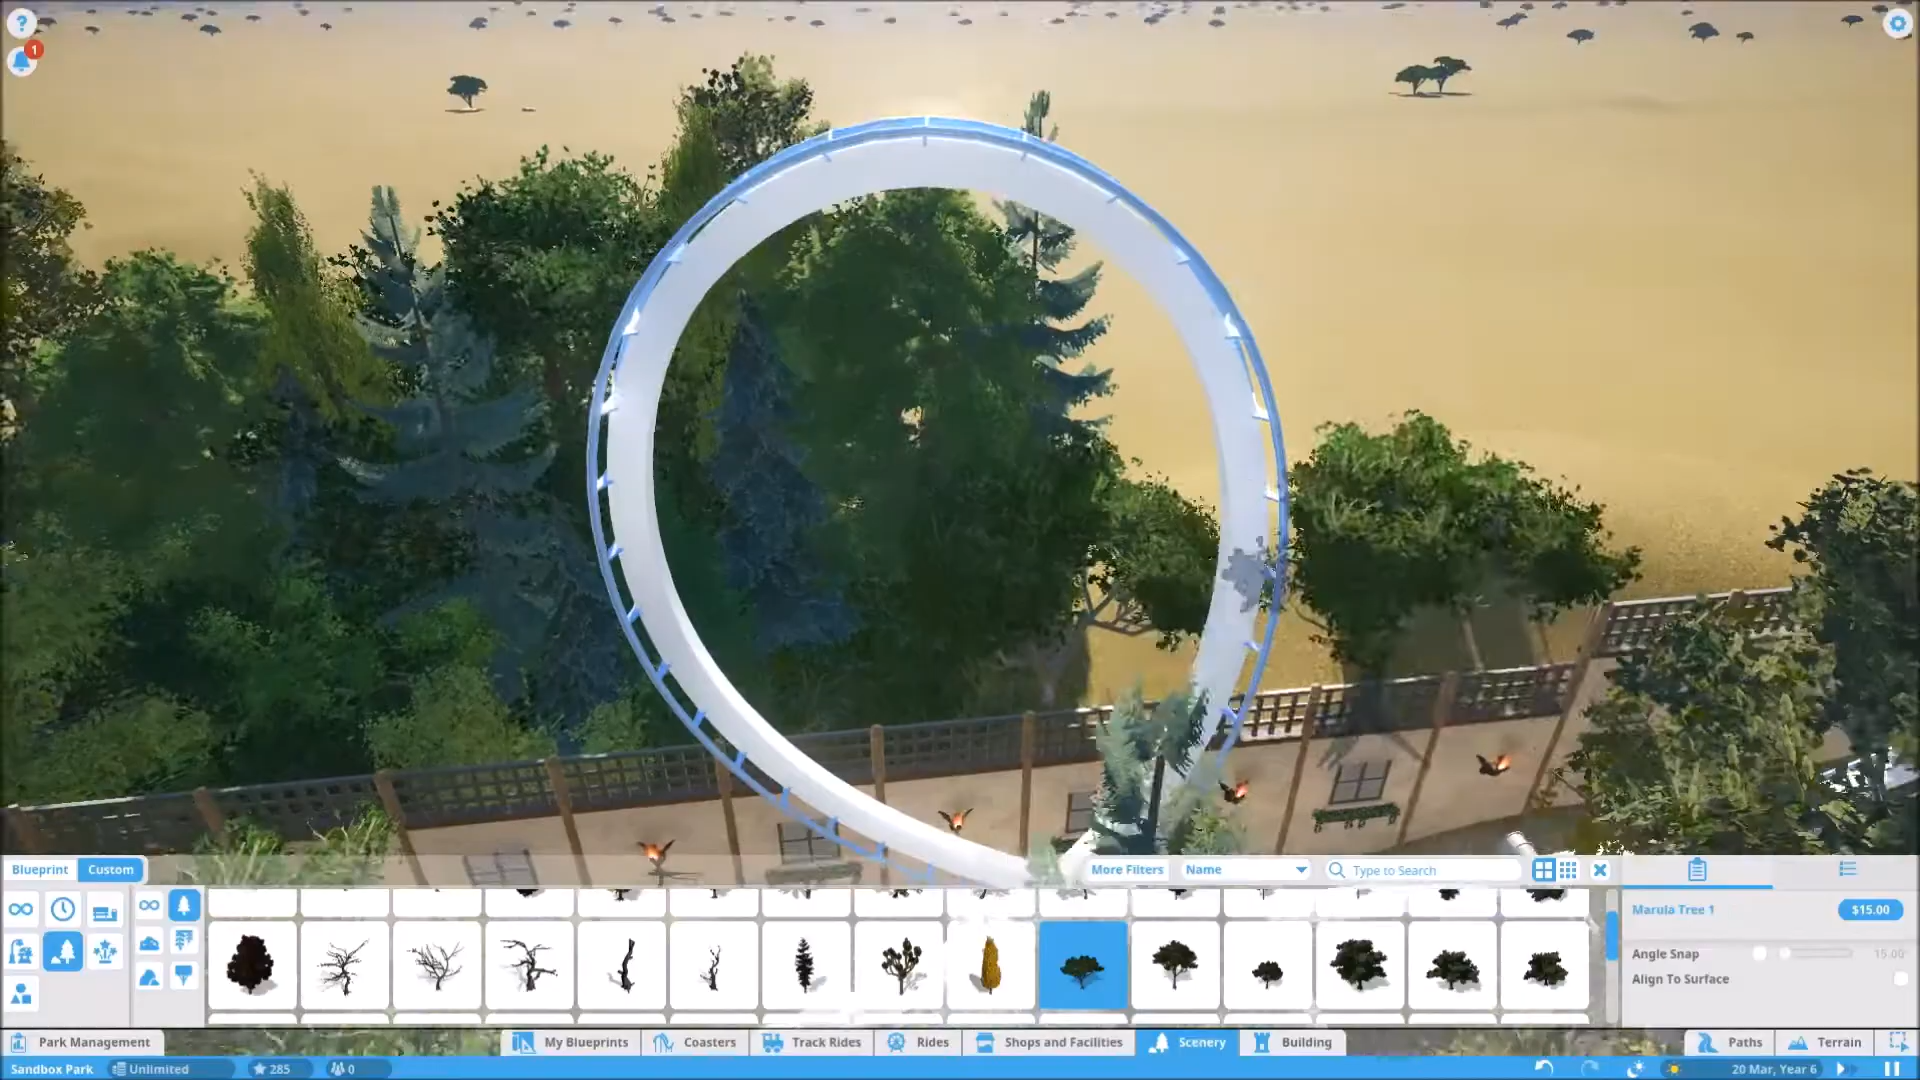 ?
1
Blueprint Custom
More Filters Name Type to Search
Marula Tree 1 $15.00
Angle Snap 15.00
Align To Surface
Park Management My Blueprints Coasters Track Rides Rides Shops and Facilities Scenery Building Paths Terrain
Sandbox Park Unlimited 285 0 20 Mar, Year 6